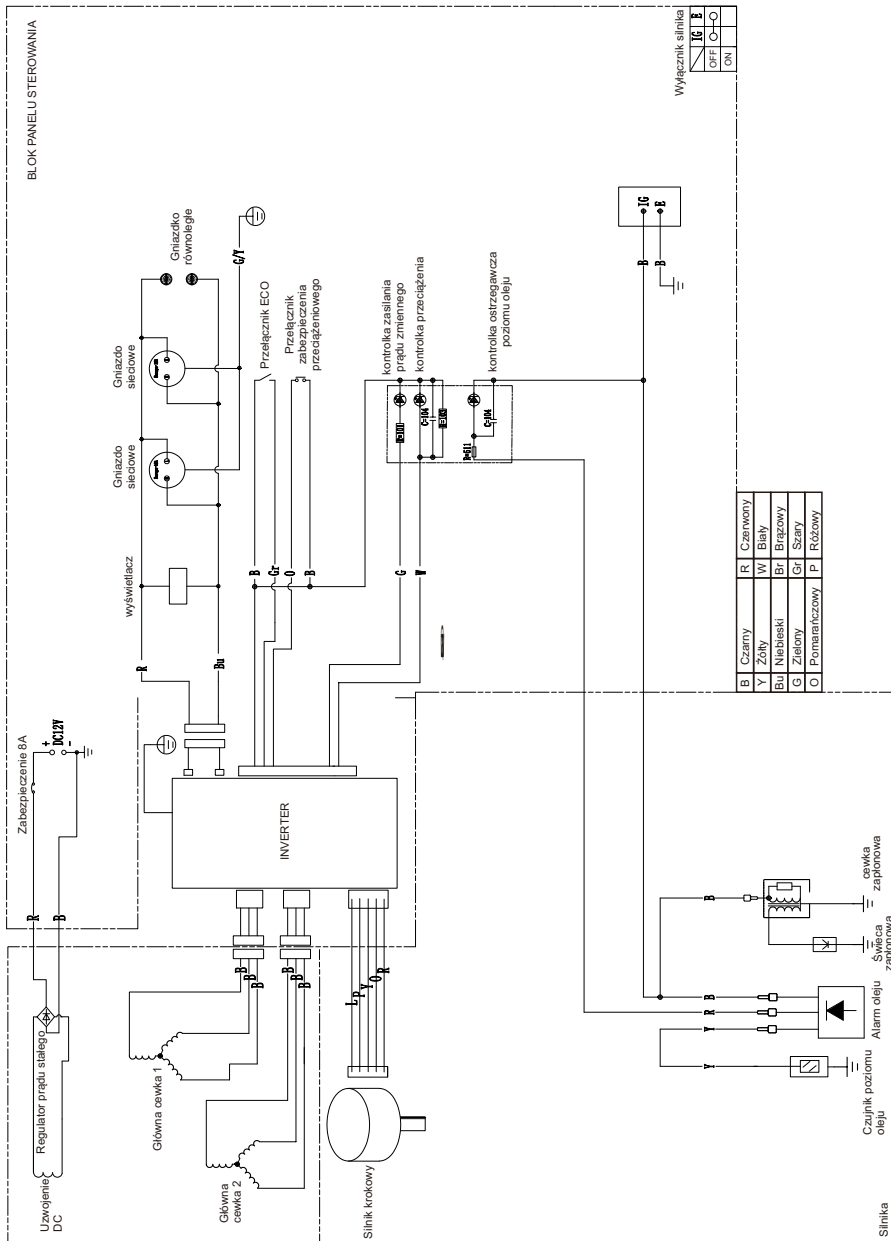 BLOK PANELU STEROWANIA
Wyłącznik silnika
IG E
OFF
ON
Zabezpieczenie 8A
+
DC12V
-
R
B
Regulator prądu stałego
Uzwojenie
DC
wyświetlacz
Gniazdo
sieciowe
Gniazdo
sieciowe
Gniazdko
równoległe
R
Bu
G/Y
Przełącznik ECO
Przełącznik
zabezpieczenia
przeciążeniowego
B
Gr
O
B
kontrolka zasilania
prądu zmiennego
kontrolka przeciążenia
kontrolka ostrzegawcza
poziomu oleju
C=104
C=104
R=611
G
W
INVERTER
Główna cewka 1
B
B
B
Główna
cewka 2
B
B
B
Silnik krokowy
L
P
Y
O
R
IG
E
B
B
B Czarny R Czerwony
Y Żółty W Biały
Bu Niebieski Br Brązowy
G Zielony Gr Szary
O Pomarańczowy P Różowy
B
cewka
zapłonowa
Świeca
zapłonowa
B
R
Y
Alarm oleju
Y
Czujnik poziomu
oleju
Silnika